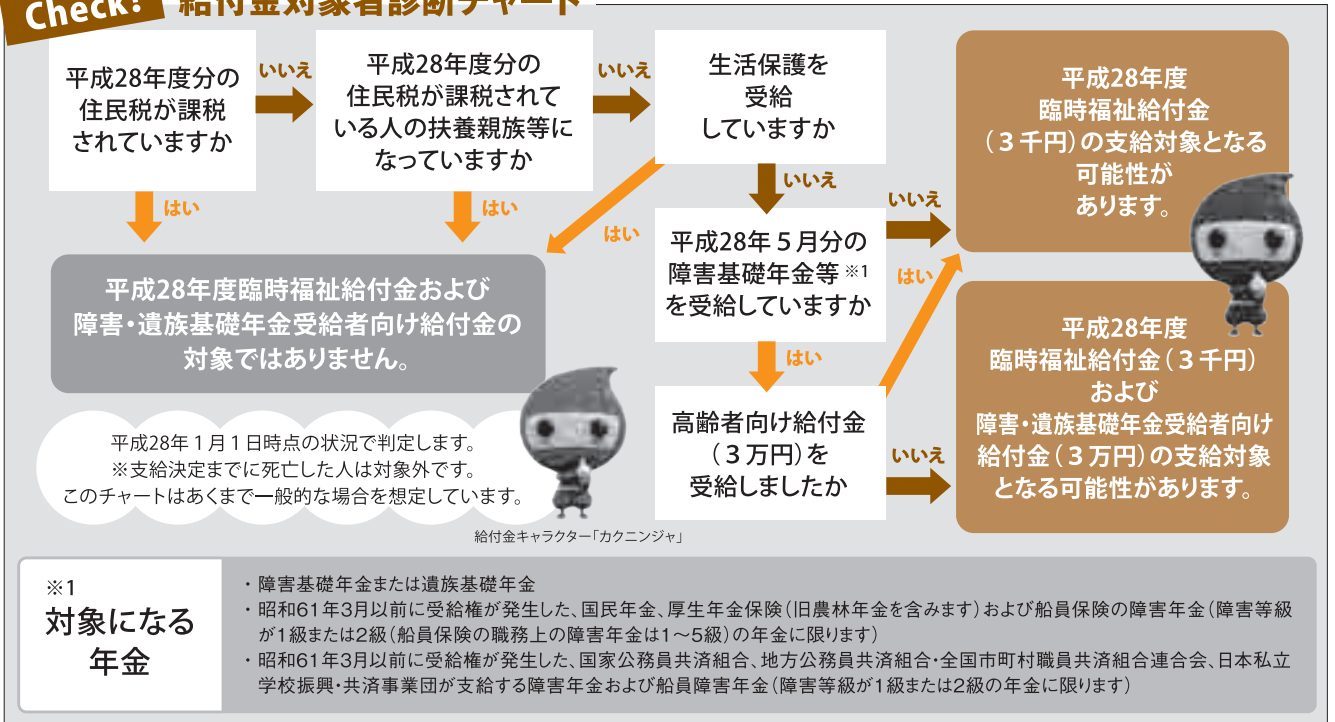 Check!
給付金対象者診断チャート
平成28年度分の
住民税が課税
されていますか
いいえ
はい
平成28年度分の
住民税が課税されて
いる人の扶養親族等に
なっていますか
いいえ
はい
生活保護を
受給
していますか
いいえ
はい
平成28年5月分の
障害基礎年金等※1
を受給していますか
いいえ
はい
高齢者向け給付金
(3万円)を
受給しましたか
はい
いいえ
平成28年度
臨時福祉給付金
(3千円)の支給対象となる
可能性が
あります。
平成28年度
臨時福祉給付金(3千円)
および
障害・遺族基礎年金受給者向け
給付金(3万円)の支給対象
となる可能性があります。
平成28年度臨時福祉給付金および
障害・遺族基礎年金受給者向け給付金の
対象ではありません。
平成28年1月1日時点の状況で判定します。
※支給決定までに死亡した人は対象外です。
このチャートはあくまで一般的な場合を想定しています。
給付金キャラクター「カクニンジャ」
※1
対象になる
年金
・障害基礎年金または遺族基礎年金
・昭和61年3月以前に受給権が発生した、国民年金、厚生年金保険(旧農林年金を含みます)および船員保険の障害年金(障害等級
が1級または2級(船員保険の職務上の障害年金は1~5級)の年金に限ります)
・昭和61年3月以前に受給権が発生した、国家公務員共済組合、地方公務員共済組合・全国市町村職員共済組合連合会、日本私立
学校振興・共済事業団が支給する障害年金および船員障害年金(障害等級が1級または2級の年金に限ります)